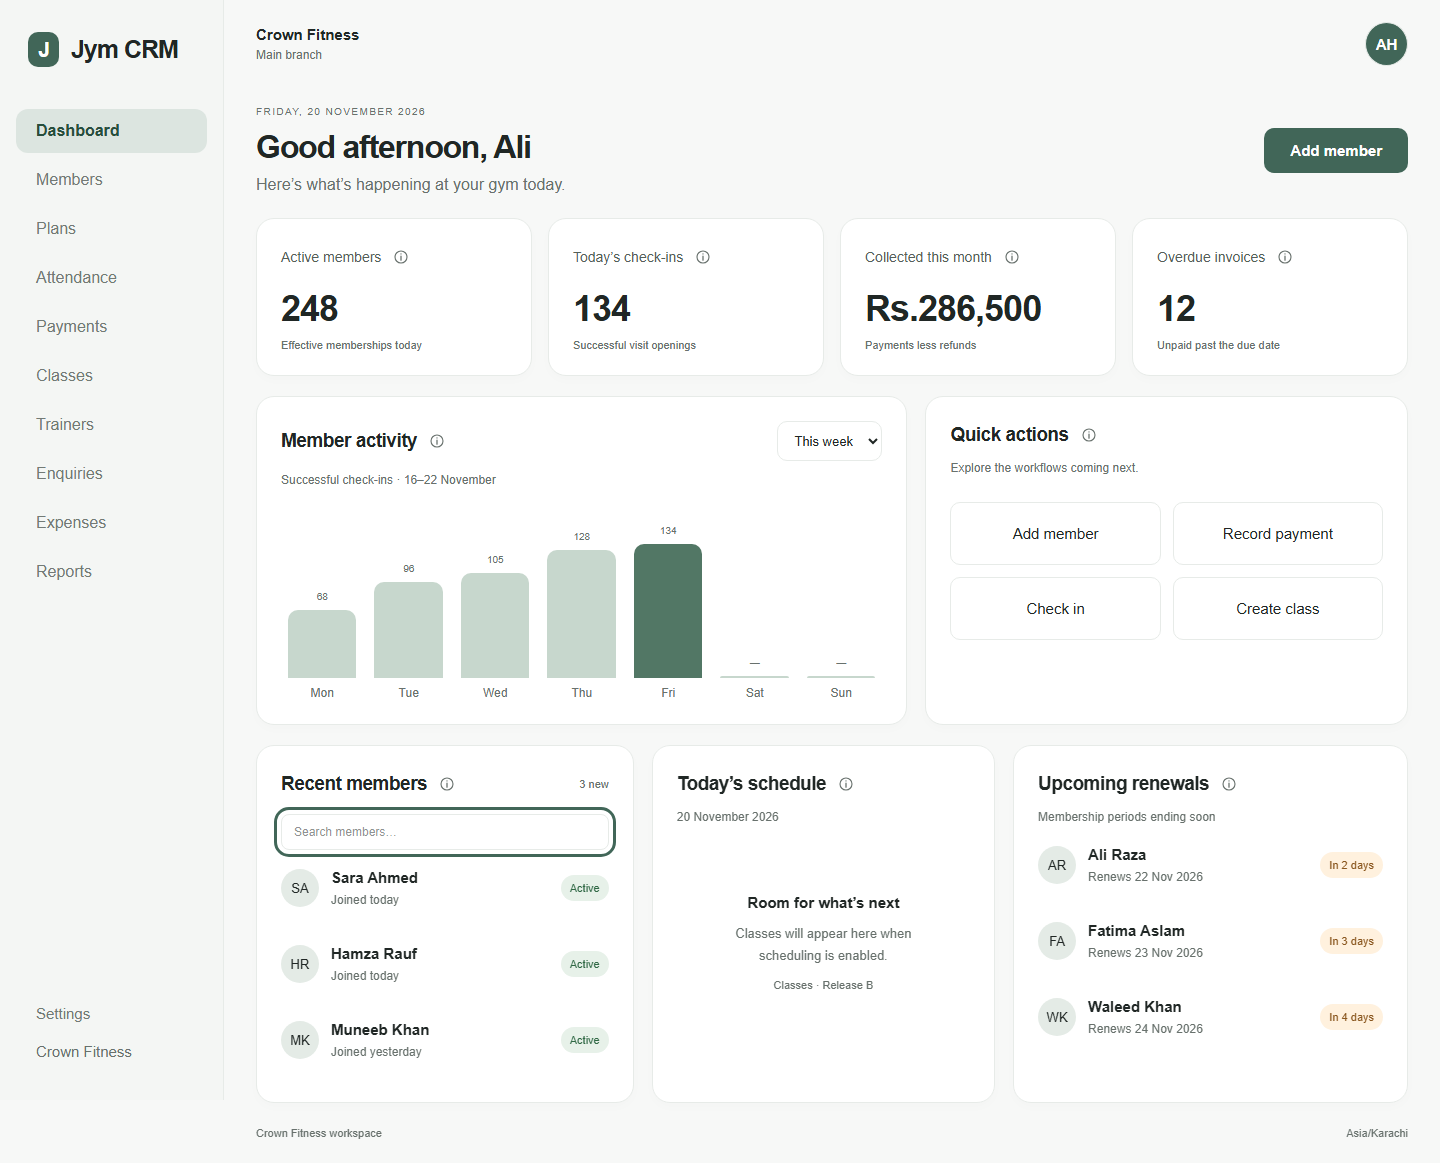 J Jym CRM
Dashboard
Members
Plans
Attendance
Payments
Classes
Trainers
Enquiries
Expenses
Reports
Settings
Crown Fitness
Crown Fitness
Main branch
AH
FRIDAY, 20 NOVEMBER 2026
Good afternoon, Ali
Here’s what’s happening at your gym today.
Add member
Active members
248
Effective memberships today
Today’s check-ins
134
Successful visit openings
Collected this month
Rs.286,500
Payments less refunds
Overdue invoices
12
Unpaid past the due date
Member activity
This week
Successful check-ins · 16–22 November
68
96
105
128
134
—
—
Mon
Tue
Wed
Thu
Fri
Sat
Sun
Quick actions
Explore the workflows coming next.
Add member
Record payment
Check in
Create class
Recent members
3 new
Search members…
SA
Sara Ahmed
Joined today
Active
HR
Hamza Rauf
Joined today
Active
MK
Muneeb Khan
Joined yesterday
Active
Today’s schedule
20 November 2026
Room for what’s next
Classes will appear here when
scheduling is enabled.
Classes · Release B
Upcoming renewals
Membership periods ending soon
AR
Ali Raza
Renews 22 Nov 2026
In 2 days
FA
Fatima Aslam
Renews 23 Nov 2026
In 3 days
WK
Waleed Khan
Renews 24 Nov 2026
In 4 days
Crown Fitness workspace
Asia/Karachi